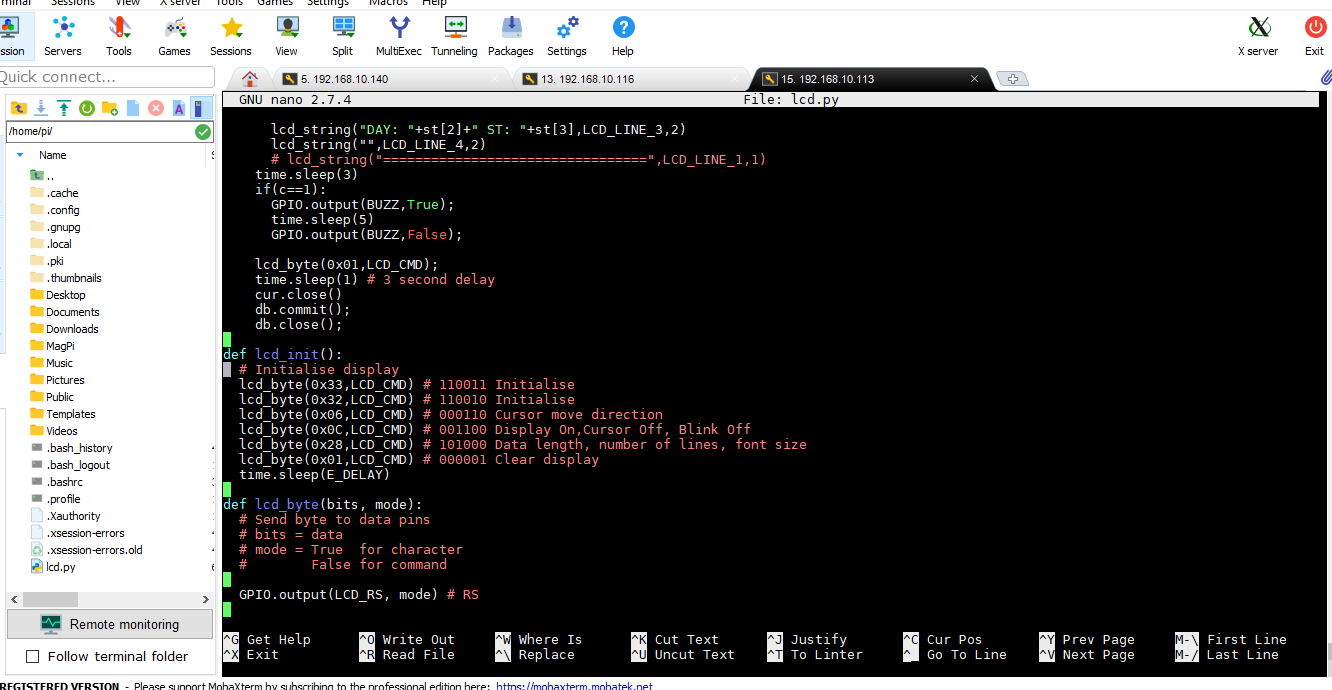 Sessions View X server Tools Games Settings Macros Help
Servers Tools Games Sessions View Split MultiExec Tunneling Packages Settings Help X server Exit
Quick connect...
5. 192.168.10.140
13. 192.168.10.116
15. 192.168.10.113
/home/pi/
Name
..
.cache
.config
.gnupg
.local
.pki
.thumbnails
Desktop
Documents
Downloads
MagPi
Music
Pictures
Public
Templates
Videos
.bash_history
.bash_logout
.bashrc
.profile
.Xauthority
.xsession-errors
.xsession-errors.old
lcd.py
Remote monitoring
Follow terminal folder
GNU nano 2.7.4 File: lcd.py
lcd_string("DAY: "+st[2]+" ST: "+st[3],LCD_LINE_3,2)
lcd_string("",LCD_LINE_4,2)
# lcd_string("=================================",LCD_LINE_1,1)
time.sleep(3)
if(c==1):
GPIO.output(BUZZ,True);
time.sleep(5)
GPIO.output(BUZZ,False);
lcd_byte(0x01,LCD_CMD);
time.sleep(1) # 3 second delay
cur.close()
db.commit();
db.close();
def lcd_init():
# Initialise display
lcd_byte(0x33,LCD_CMD) # 110011 Initialise
lcd_byte(0x32,LCD_CMD) # 110010 Initialise
lcd_byte(0x06,LCD_CMD) # 000110 Cursor move direction
lcd_byte(0x0C,LCD_CMD) # 001100 Display On,Cursor Off, Blink Off
lcd_byte(0x28,LCD_CMD) # 101000 Data length, number of lines, font size
lcd_byte(0x01,LCD_CMD) # 000001 Clear display
time.sleep(E_DELAY)
def lcd_byte(bits, mode):
# Send byte to data pins
# bits = data
# mode = True  for character
#        False for command
GPIO.output(LCD_RS, mode) # RS
^G Get Help ^O Write Out ^W Where Is ^K Cut Text ^J Justify ^C Cur Pos ^Y Prev Page M-\ First Line
^X Exit ^R Read File ^\ Replace ^U Uncut Text ^T To Linter ^_ Go To Line ^V Next Page M-/ Last Line
REGISTERED VERSION - Please support MobaXterm by subscribing to the professional edition here: https://mobaxterm.mobatek.net